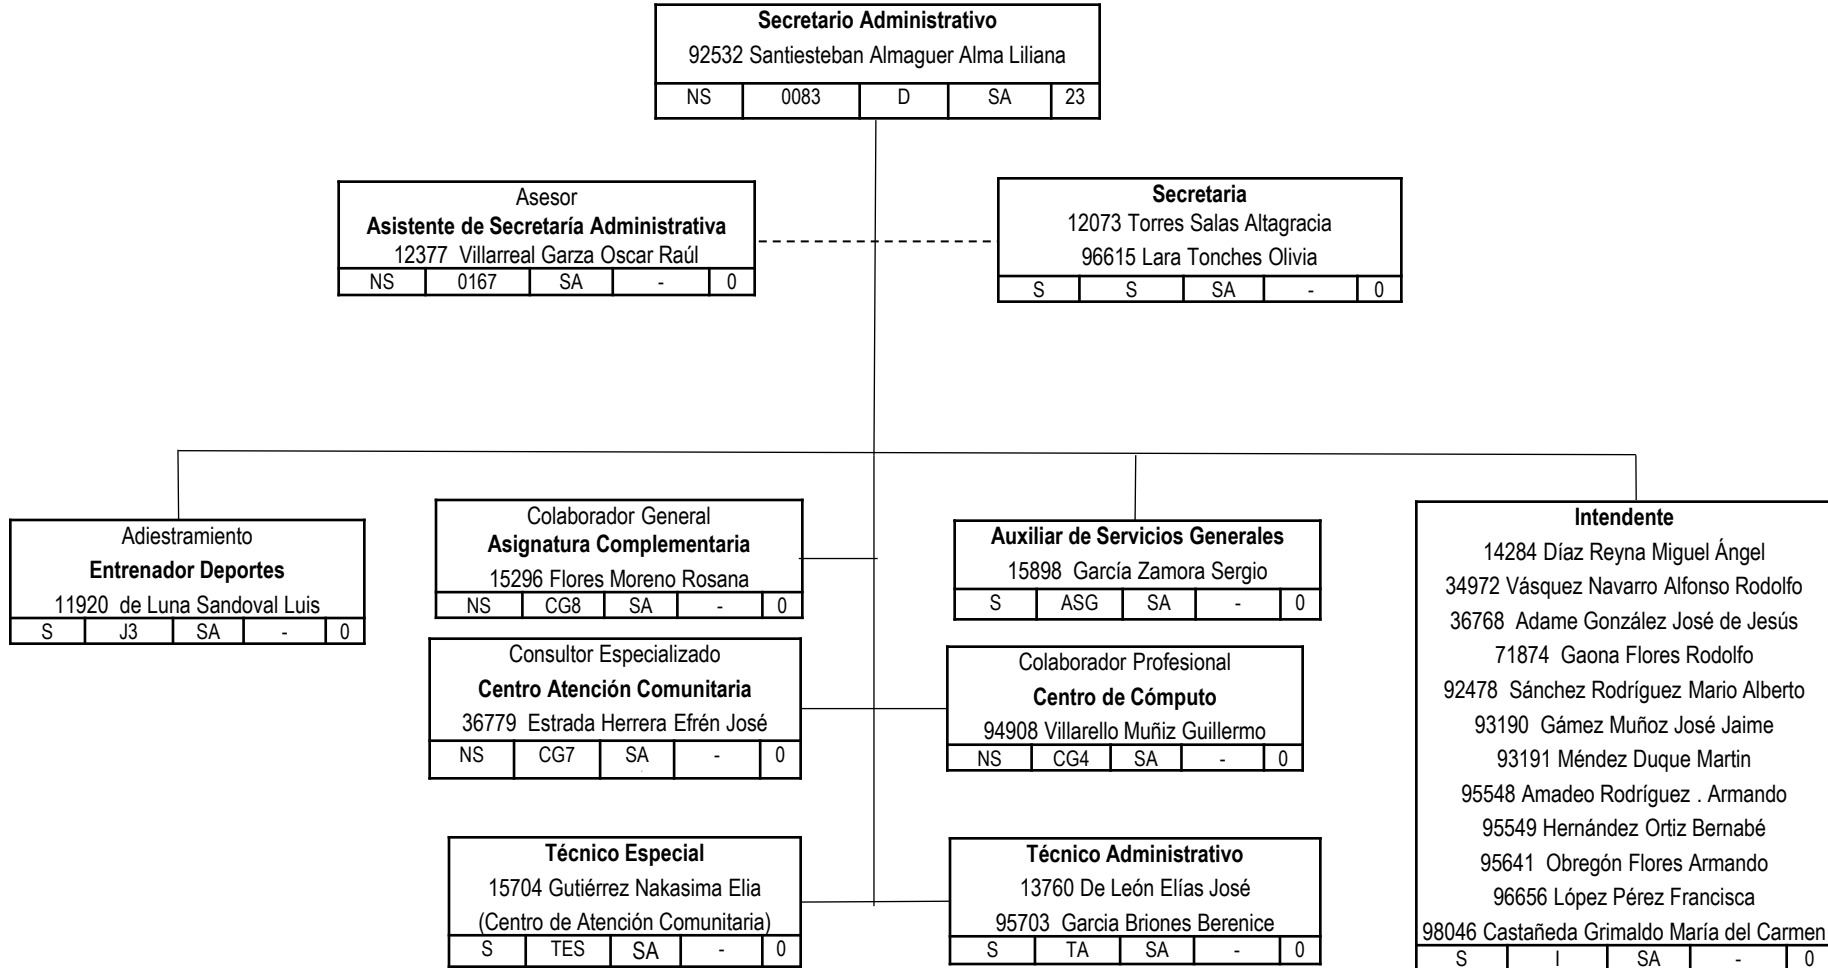 Secretario Administrativo
92532 Santiesteban Almaguer Alma Liliana
NS 0083 D SA 23
Asesor
Asistente de Secretaría Administrativa
12377 Villarreal Garza Oscar Raúl
NS 0167 SA - 0
Secretaria
12073 Torres Salas Altagracia
96615 Lara Tonches Olivia
S S SA - 0
Adiestramiento
Entrenador Deportes
11920 de Luna Sandoval Luis
S J3 SA - 0
Colaborador General
Asignatura Complementaria
15296 Flores Moreno Rosana
NS CG8 SA - 0
Auxiliar de Servicios Generales
15898 García Zamora Sergio
S ASG SA - 0
Consultor Especializado
Centro Atención Comunitaria
36779 Estrada Herrera Efrén José
NS CG7 SA - 0
Colaborador Profesional
Centro de Cómputo
94908 Villarello Muñiz Guillermo
NS CG4 SA - 0
Técnico Especial
15704 Gutiérrez Nakasima Elia
(Centro de Atención Comunitaria)
S TES SA - 0
Técnico Administrativo
13760 De León Elías José
95703 Garcia Briones Berenice
S TA SA - 0
Intendente
14284 Díaz Reyna Miguel Ángel
34972 Vásquez Navarro Alfonso Rodolfo
36768 Adame González José de Jesús
71874 Gaona Flores Rodolfo
92478 Sánchez Rodríguez Mario Alberto
93190 Gámez Muñoz José Jaime
93191 Méndez Duque Martin
95548 Amadeo Rodríguez . Armando
95549 Hernández Ortiz Bernabé
95641 Obregón Flores Armando
96656 López Pérez Francisca
98046 Castañeda Grimaldo María del Carmen
S I SA - 0